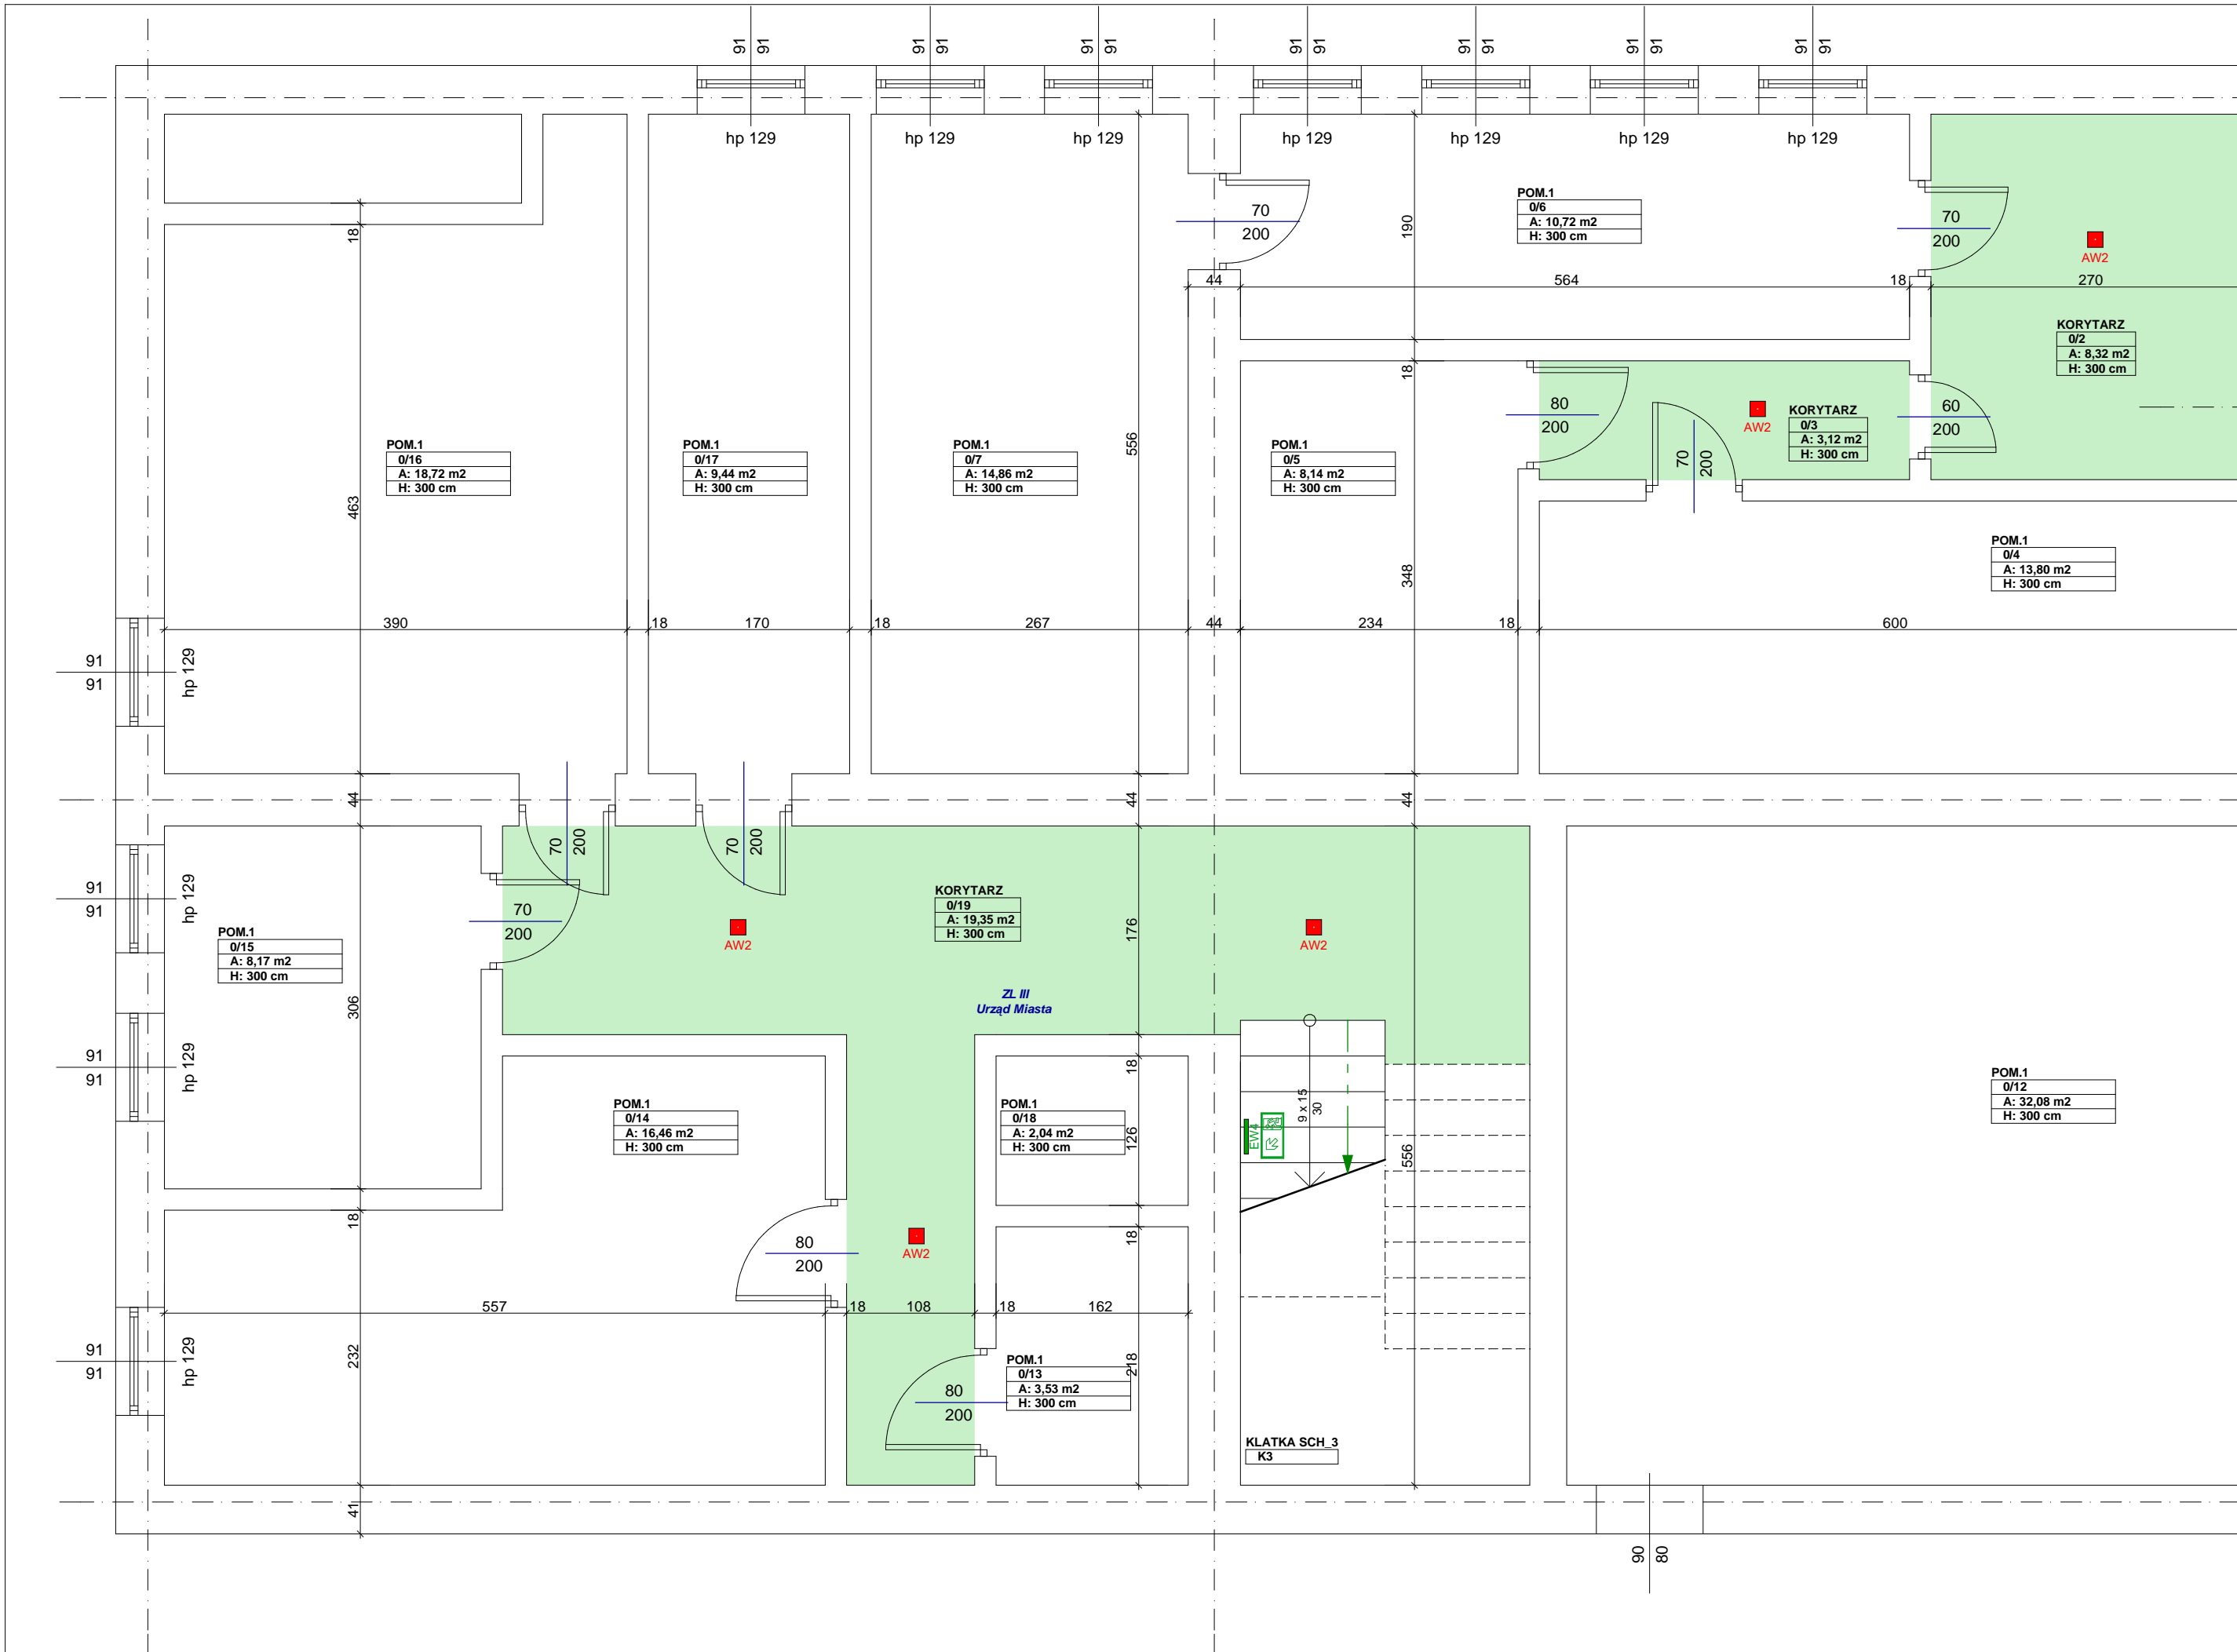 91 91
91 91
91 91
91 91
91 91
91 91
91 91
hp 129
hp 129
hp 129
hp 129
hp 129
hp 129
hp 129
POM.1
0/6
A: 10,72 m2
H: 300 cm
70
200
70
200
AW2
18
190
44
564
18
270
KORYTARZ
0/2
A: 8,32 m2
H: 300 cm
18
80
200
AW2
KORYTARZ
0/3
A: 3,12 m2
H: 300 cm
60
200
70
200
POM.1
0/16
A: 18,72 m2
H: 300 cm
POM.1
0/17
A: 9,44 m2
H: 300 cm
POM.1
0/7
A: 14,86 m2
H: 300 cm
556
POM.1
0/5
A: 8,14 m2
H: 300 cm
463
348
POM.1
0/4
A: 13,80 m2
H: 300 cm
390
18
170
18
267
44
234
18
600
91
91
hp 129
44
44
44
70
200
70
200
91
91
hp 129
70
200
KORYTARZ
0/19
A: 19,35 m2
H: 300 cm
176
AW2
AW2
POM.1
0/15
A: 8,17 m2
H: 300 cm
306
ZL III
Urząd Miasta
91
91
hp 129
18
POM.1
0/14
A: 16,46 m2
H: 300 cm
POM.1
0/18
A: 2,04 m2
H: 300 cm
126
EW4
9 x 15
30
556
POM.1
0/12
A: 32,08 m2
H: 300 cm
18
18
80
200
AW2
557
18
108
18
162
91
91
hp 129
232
218
POM.1
0/13
A: 3,53 m2
H: 300 cm
80
200
KLATKA SCH_3
K3
41
90
80